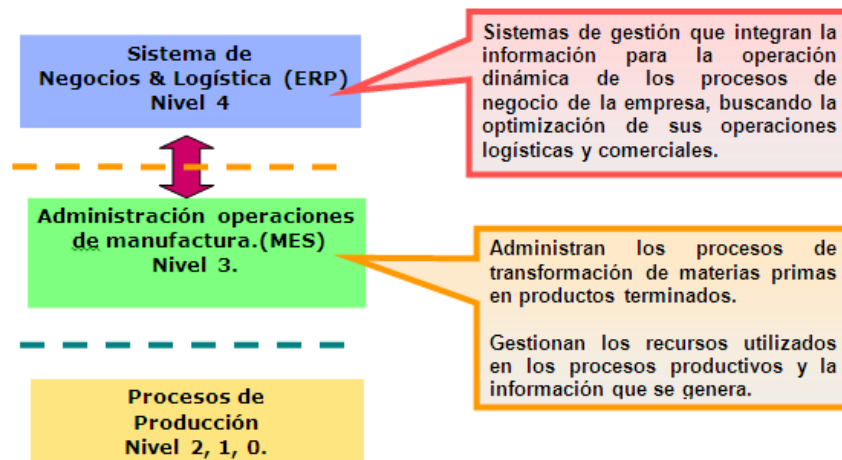 Sistema de
Negocios & Logística (ERP)
Nivel 4
Sistemas de gestión que integran la
información para la operación
dinámica de los procesos de
negocio de la empresa, buscando la
optimización de sus operaciones
logísticas y comerciales.
Administración operaciones
de manufactura.(MES)
Nivel 3.
Administran los procesos de
transformación de materias primas
en productos terminados.
Gestionan los recursos utilizados
en los procesos productivos y la
información que se genera.
Procesos de
Producción
Nivel 2, 1, 0.